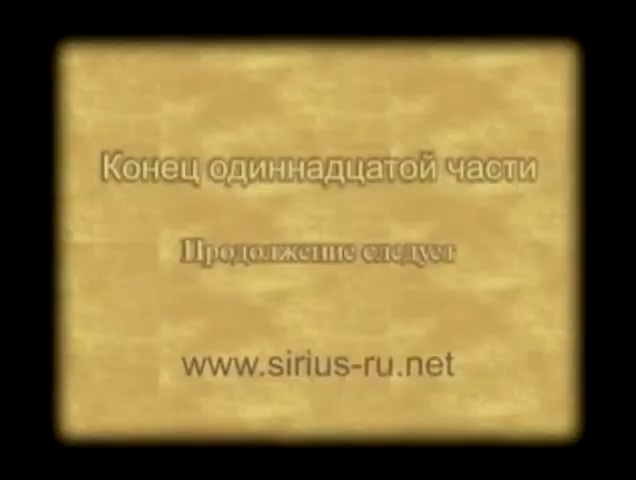 Конец одиннадцатой части
Продолжение следует
www.sirius-ru.net